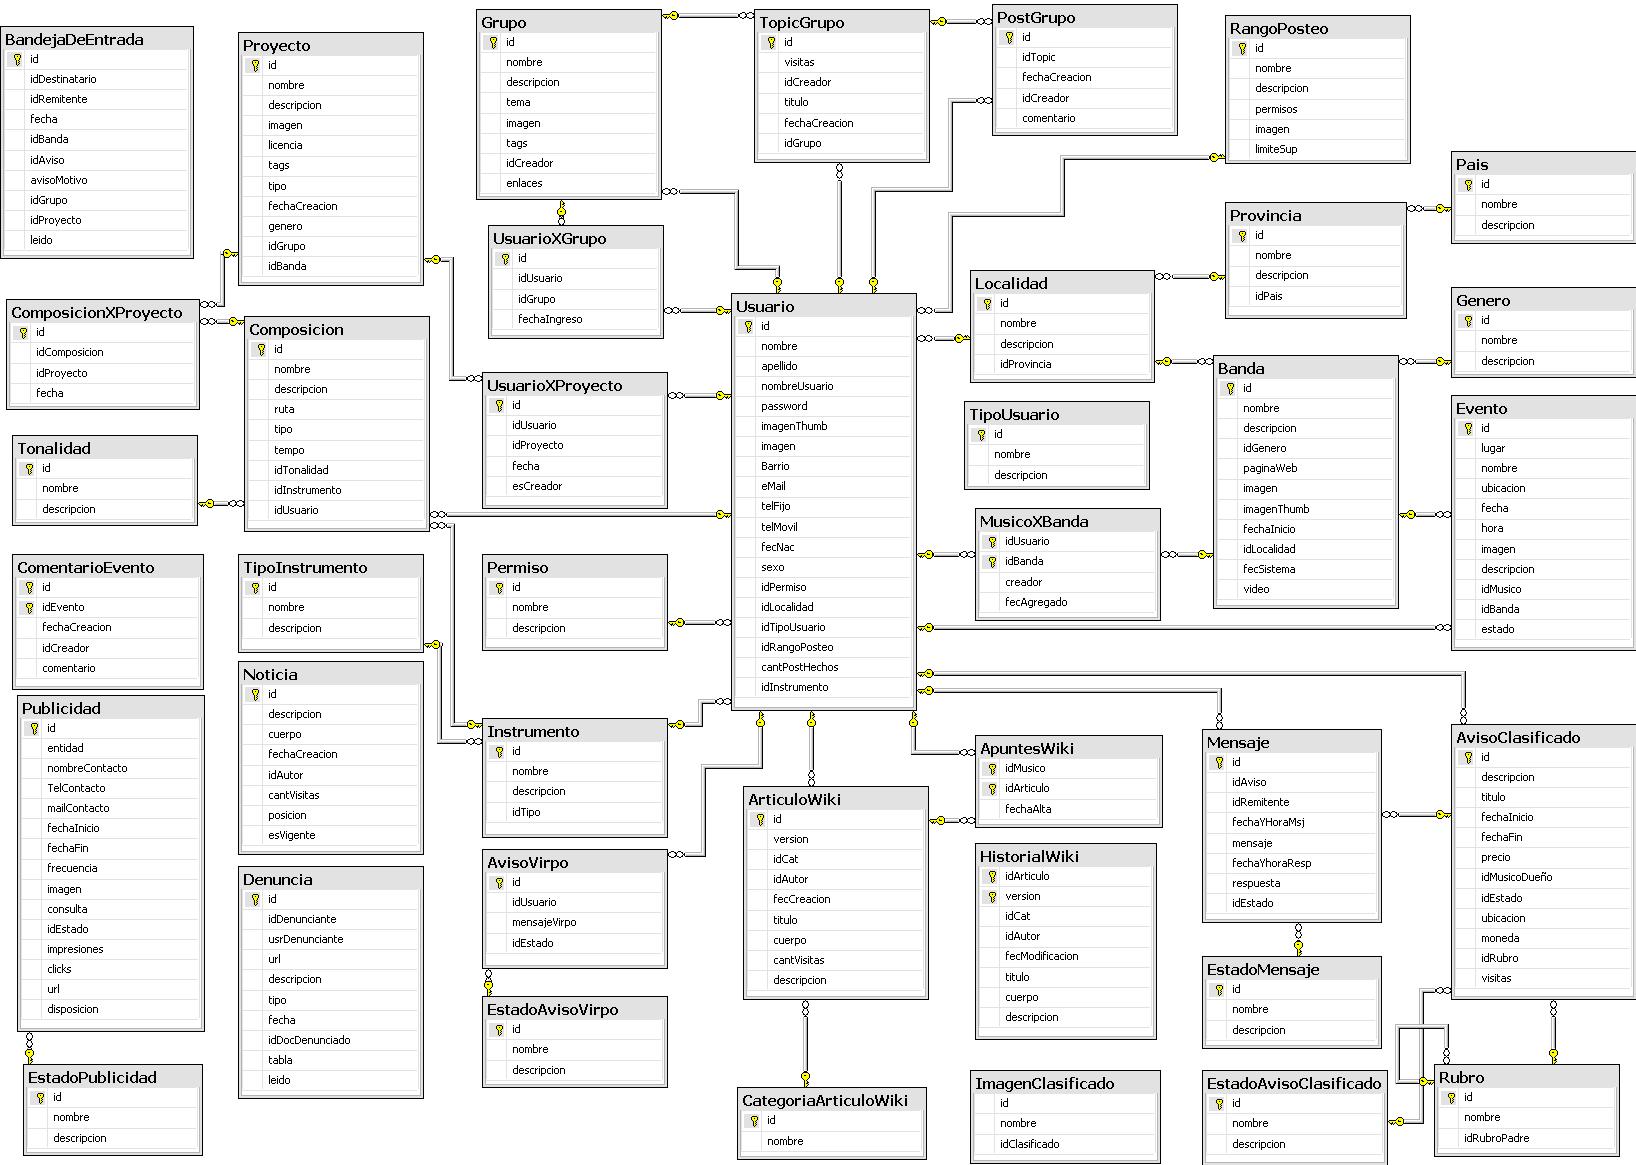 BandejaDeEntrada
id
idDestinatario
idRemitente
fecha
idBanda
idAviso
avisoMotivo
idGrupo
idProyecto
leido
Proyecto
id
nombre
descripcion
imagen
licencia
tags
tipo
fechaCreacion
genero
idGrupo
idBanda
Grupo
id
nombre
descripcion
tema
imagen
tags
idCreador
enlaces
TopicGrupo
id
visitas
idCreador
titulo
fechaCreacion
idGrupo
PostGrupo
id
idTopic
fechaCreacion
idCreador
comentario
RangoPosteo
id
nombre
descripcion
permisos
imagen
limiteSup
Pais
id
nombre
descripcion
Provincia
id
nombre
descripcion
idPais
UsuarioXGrupo
id
idUsuario
idGrupo
fechaIngreso
Localidad
id
nombre
descripcion
idProvincia
Genero
id
nombre
descripcion
ComposicionXProyecto
id
idComposicion
idProyecto
fecha
Composicion
id
nombre
descripcion
ruta
tipo
tempo
idTonalidad
idInstrumento
idUsuario
UsuarioXProyecto
id
idUsuario
idProyecto
fecha
esCreador
Usuario
id
nombre
apellido
nombreUsuario
password
imagenThumb
imagen
Barrio
eMail
telFijo
telMovil
fecNac
sexo
idPermiso
idLocalidad
idTipoUsuario
idRangoPosteo
cantPostHechos
idInstrumento
TipoUsuario
id
nombre
descripcion
Banda
id
nombre
descripcion
idGenero
paginaWeb
imagen
imagenThumb
fechaInicio
idLocalidad
fecSistema
video
Evento
id
lugar
nombre
ubicacion
fecha
hora
imagen
descripcion
idMusico
idBanda
estado
Tonalidad
id
nombre
descripcion
MusicoXBanda
idUsuario
idBanda
creador
fecAgregado
ComentarioEvento
id
idEvento
fechaCreacion
idCreador
comentario
TipoInstrumento
id
nombre
descripcion
Permiso
id
nombre
descripcion
Publicidad
id
entidad
nombreContacto
TelContacto
mailContacto
fechaInicio
fechaFin
frecuencia
imagen
consulta
idEstado
impresiones
clicks
url
disposicion
Noticia
id
descripcion
cuerpo
fechaCreacion
idAutor
cantVisitas
posicion
esVigente
Instrumento
id
nombre
descripcion
idTipo
ArticuloWiki
id
version
idCat
idAutor
fecCreacion
titulo
cuerpo
cantVisitas
descripcion
ApuntesWiki
idMusico
idArticulo
fechaAlta
Mensaje
id
idAviso
idRemitente
fechaYHoraMsj
mensaje
fechaYhoraResp
respuesta
idEstado
AvisoClasificado
id
descripcion
titulo
fechaInicio
fechaFin
precio
idMusicoDueño
idEstado
ubicacion
moneda
idRubro
visitas
Denuncia
id
idDenunciante
usrDenunciante
url
descripcion
tipo
fecha
idDocDenunciado
tabla
leido
AvisoVirpo
id
idUsuario
mensajeVirpo
idEstado
HistorialWiki
idArticulo
version
idCat
idAutor
fecModificacion
titulo
cuerpo
descripcion
EstadoAvisoVirpo
id
nombre
descripcion
EstadoMensaje
id
nombre
descripcion
EstadoPublicidad
id
nombre
descripcion
CategoriaArticuloWiki
id
nombre
ImagenClasificado
id
nombre
idClasificado
EstadoAvisoClasificado
id
nombre
descripcion
Rubro
id
nombre
idRubroPadre